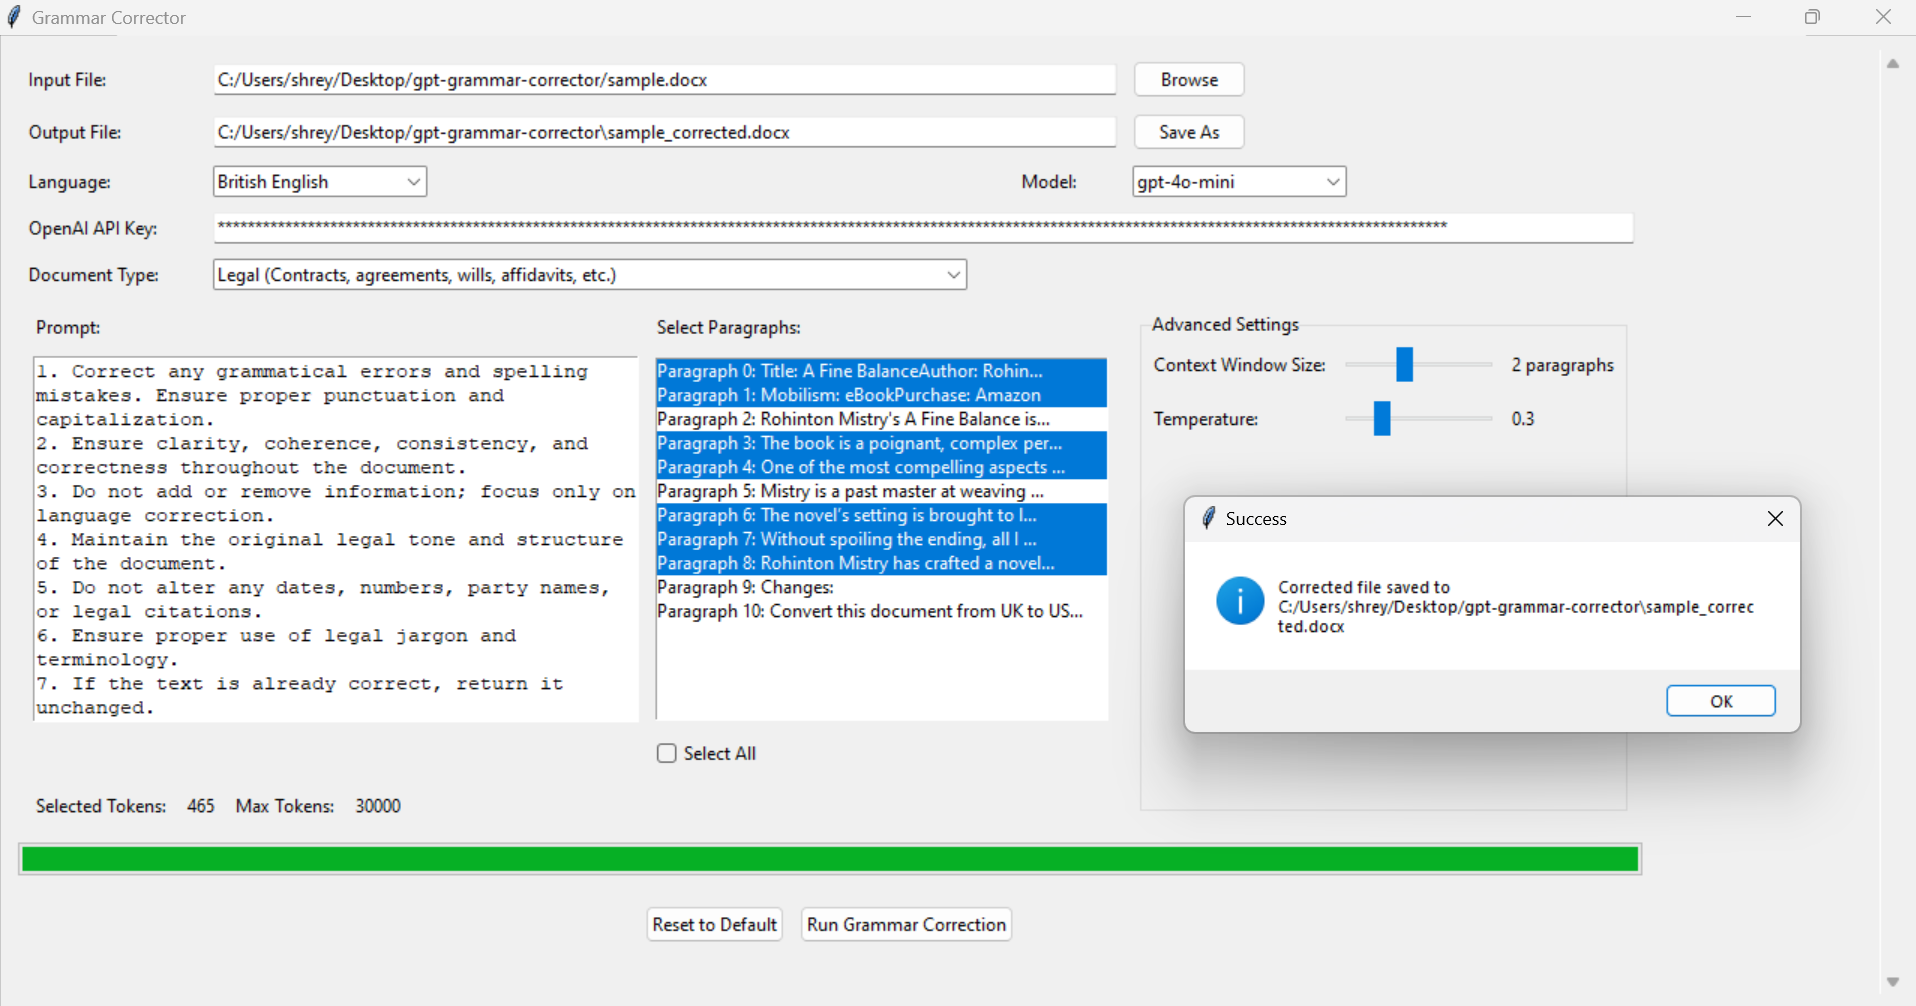 Grammar Corrector
Input File: C:/Users/shrey/Desktop/gpt-grammar-corrector/sample.docx Browse
Output File: C:/Users/shrey/Desktop/gpt-grammar-corrector\sample_corrected.docx Save As
Language: British English Model: gpt-4o-mini
OpenAI API Key:
Document Type: Legal (Contracts, agreements, wills, affidavits, etc.)
Prompt:
1. Correct any grammatical errors and spelling
mistakes. Ensure proper punctuation and
capitalization.
2. Ensure clarity, coherence, consistency, and
correctness throughout the document.
3. Do not add or remove information; focus only on
language correction.
4. Maintain the original legal tone and structure
of the document.
5. Do not alter any dates, numbers, party names,
or legal citations.
6. Ensure proper use of legal jargon and
terminology.
7. If the text is already correct, return it
unchanged.
Select Paragraphs:
Paragraph 0: Title: A Fine BalanceAuthor: Rohin...
Paragraph 1: Mobilism: eBookPurchase: Amazon
Paragraph 2: Rohinton Mistry's A Fine Balance is...
Paragraph 3: The book is a poignant, complex per...
Paragraph 4: One of the most compelling aspects ...
Paragraph 5: Mistry is a past master at weaving ...
Paragraph 6: The novel's setting is brought to l...
Paragraph 7: Without spoiling the ending, all I ...
Paragraph 8: Rohinton Mistry has crafted a novel...
Paragraph 9: Changes:
Paragraph 10: Convert this document from UK to US...
Select All
Advanced Settings
Context Window Size: 2 paragraphs
Temperature: 0.3
Success
Corrected file saved to
C:/Users/shrey/Desktop/gpt-grammar-corrector\sample_correc
ted.docx
OK
Selected Tokens: 465 Max Tokens: 30000
Reset to Default Run Grammar Correction